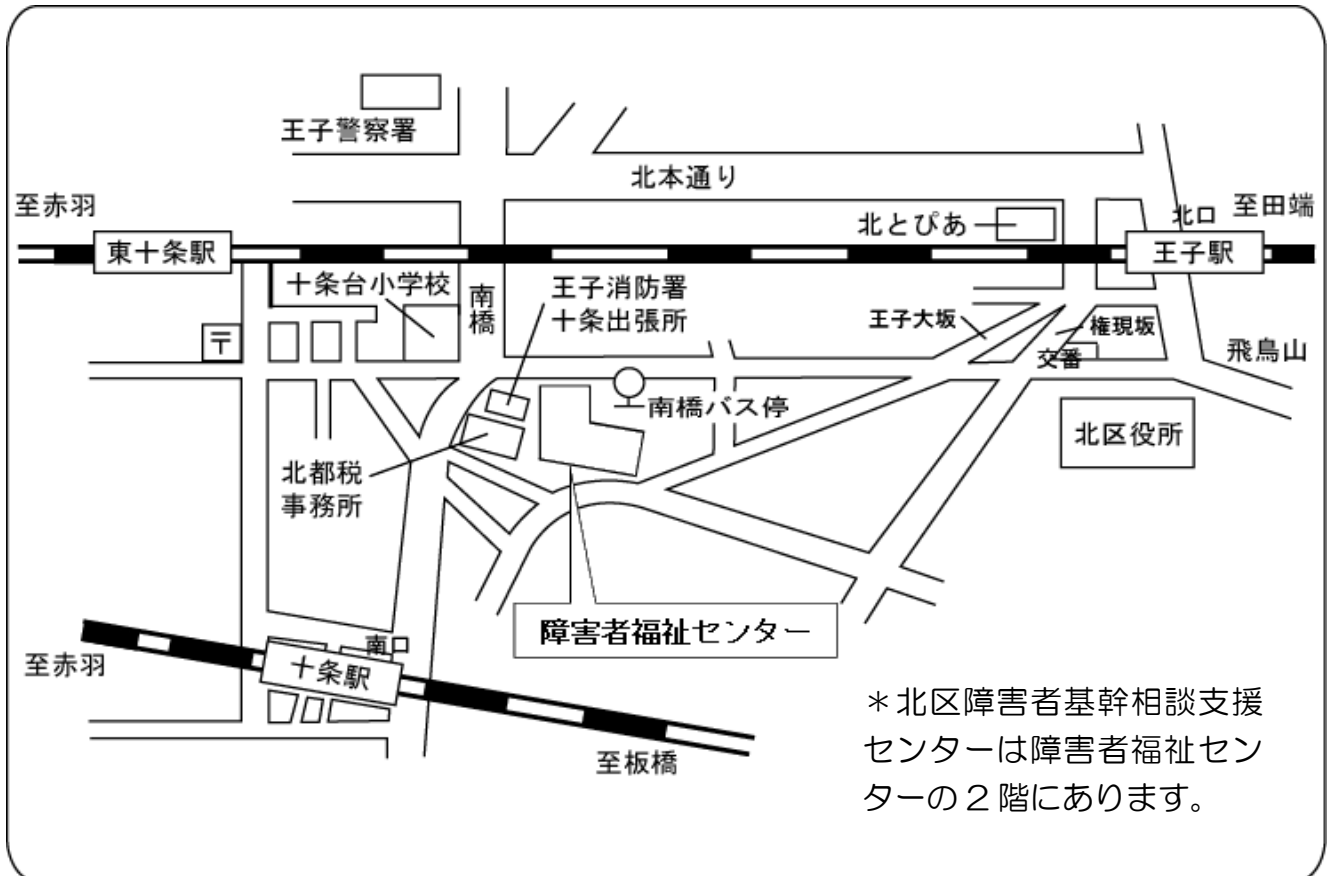 王子警察署
北本通り
至赤羽
北口
至田端
北とぴあ
東十条駅
王子駅
十条台小学校
南橋
王子消防署
十条出張所
王子大坂
権現坂
〒
交番
飛鳥山
南橋バス停
北区役所
北都税
事務所
障害者福祉センター
南口
至赤羽
十条駅
至板橋
＊北区障害者基幹相談支援
センターは障害者福祉セン
ターの２階にあります。